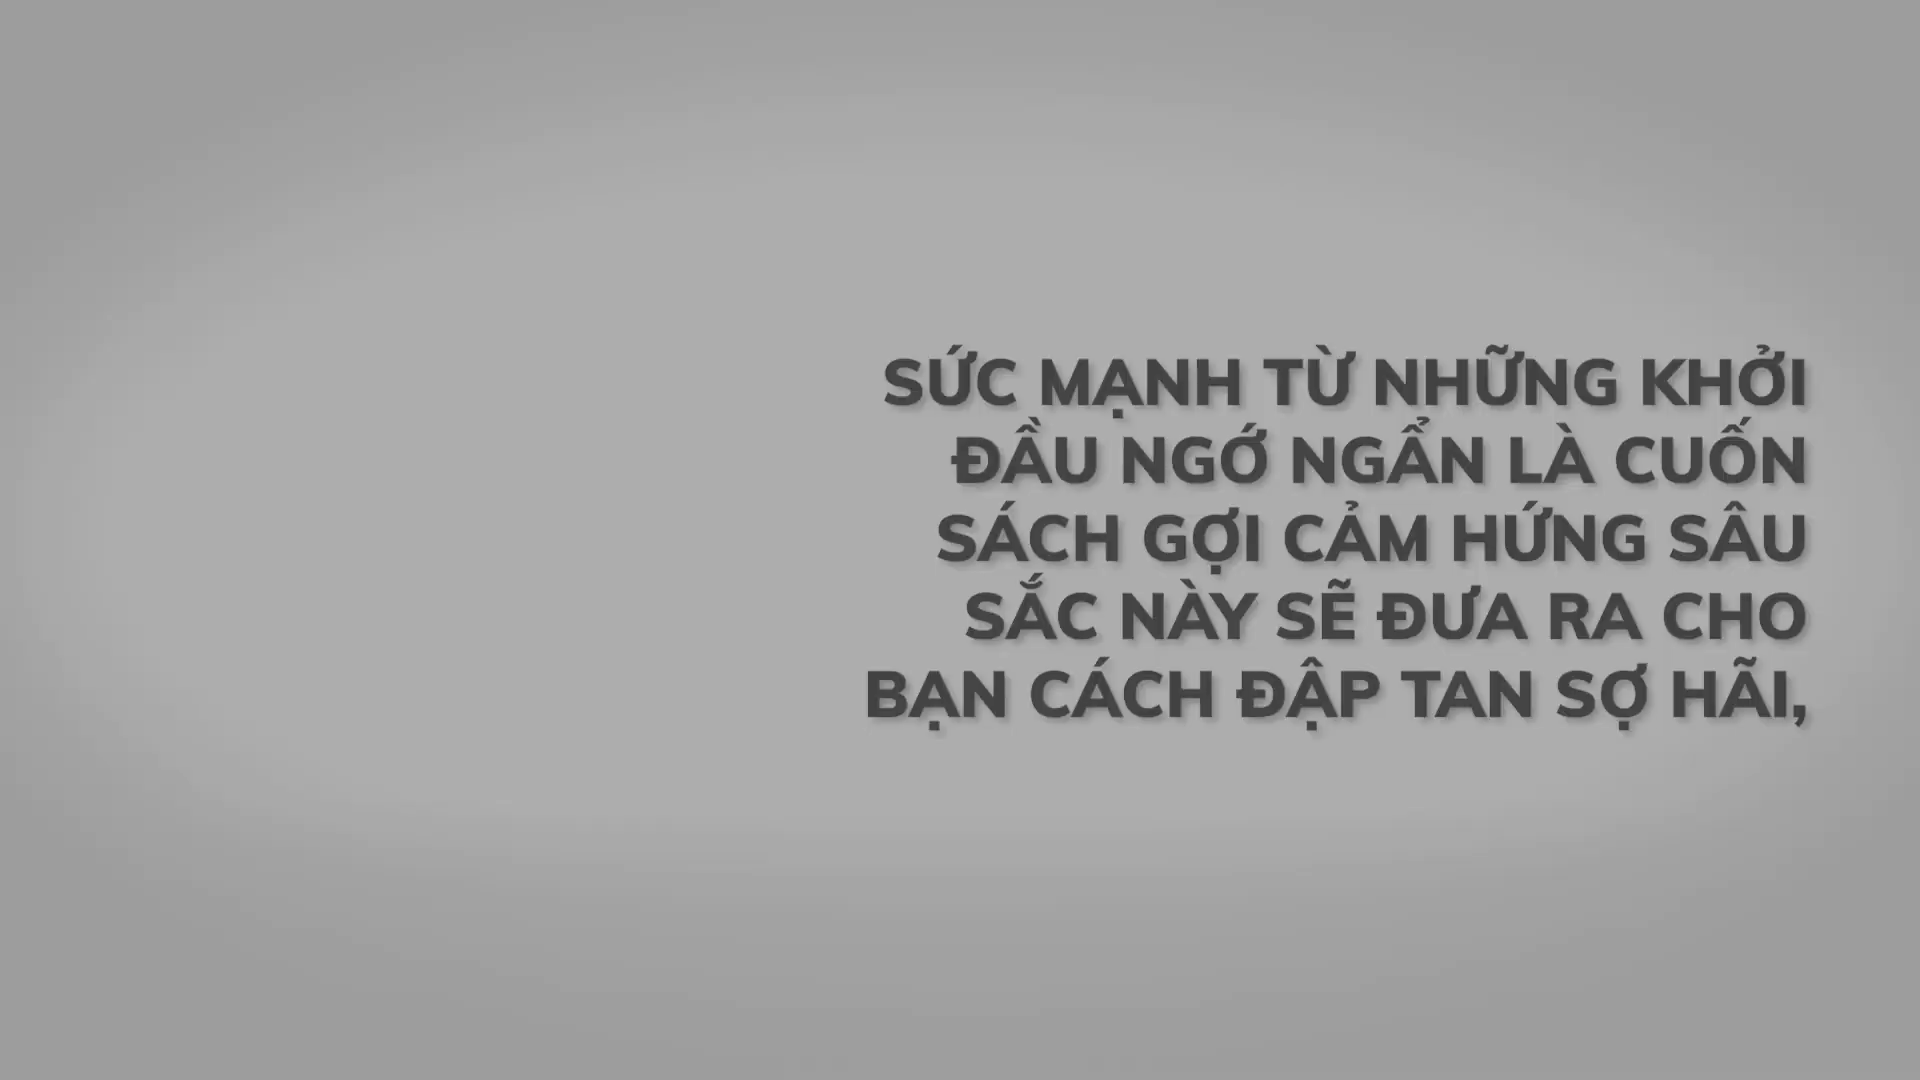 SỨC MẠNH TỪ NHỮNG KHỞI
ĐẦU NGỚ NGẨN LÀ CUỐN
SÁCH GỢI CẢM HỨNG SÂU
SẮC NÀY SẼ ĐƯA RA CHO
BẠN CÁCH ĐẬP TAN SỢ HÃI,